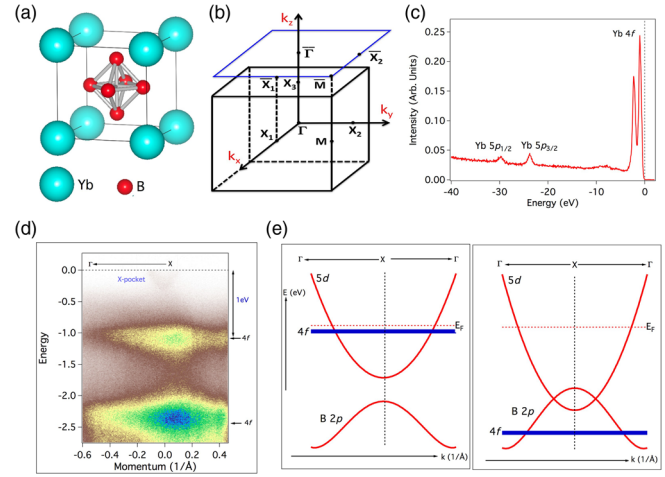 (a)
Yb
B
(b)
kz
Γ̅
X̅2
X̅1
X3
M̅
ky
X1
Γ
X2
M
kx
(c)
Intensity (Arb. Units)
0.25
0.20
0.15
0.10
0.05
0.00
Yb 4f
Yb 5p1/2
Yb 5p3/2
-40
-30
-20
-10
0
Energy (eV)
(d)
Γ
X
X-pocket
1eV
4f
4f
Energy
0.0
-0.5
-1.0
-1.5
-2.0
-2.5
-0.6
-0.4
-0.2
0.0
0.2
0.4
Momentum (1/Å)
(e)
Γ
X
Γ
5d
E (eV)
4f
EF
B 2p
k (1/Å)
Γ
X
Γ
5d
EF
B 2p
4f
k (1/Å)